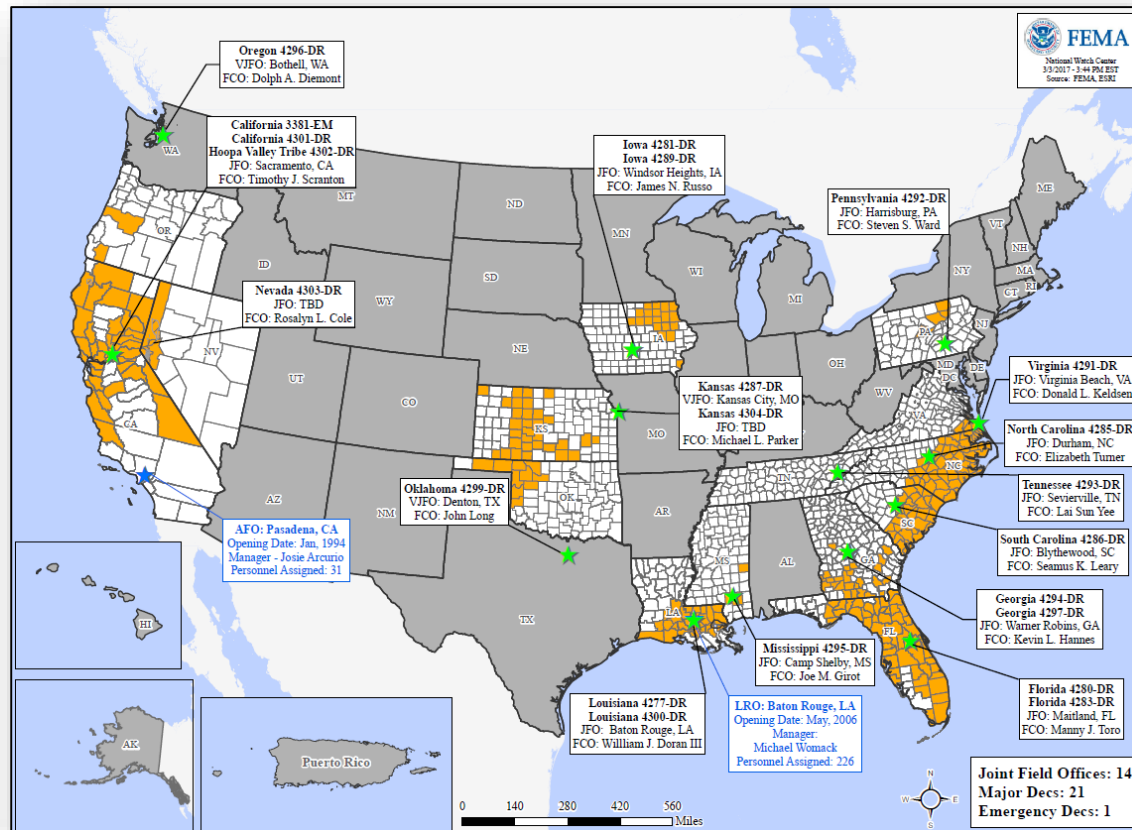 FEMA
National Watch Center
3/3/2017 - 3:44 PM EST
Source: FEMA, ESRI
Oregon 4296-DR
VJFO: Bothell, WA
FCO: Dolph A. Diemont
California 3381-EM
California 4301-DR
Hoopa Valley Tribe 4302-DR
JFO: Sacramento, CA
FCO: Timothy J. Scranton
Iowa 4281-DR
Iowa 4289-DR
JFO: Windsor Heights, IA
FCO: James N. Russo
Pennsylvania 4292-DR
JFO: Harrisburg, PA
FCO: Steven S. Ward
Nevada 4303-DR
JFO: TBD
FCO: Rosalyn L. Cole
Kansas 4287-DR
VJFO: Kansas City, MO
Kansas 4304-DR
JFO: TBD
FCO: Michael L. Parker
Virginia 4291-DR
JFO: Virginia Beach, VA
FCO: Donald L. Keldsen
North Carolina 4285-DR
JFO: Durham, NC
FCO: Elizabeth Turner
Oklahoma 4299-DR
VJFO: Denton, TX
FCO: John Long
Tennessee 4293-DR
JFO: Sevierville, TN
FCO: Lai Sun Yee
AFO: Pasadena, CA
Opening Date: Jan, 1994
Manager - Josie Arcurio
Personnel Assigned: 31
South Carolina 4286-DR
JFO: Blythewood, SC
FCO: Seamus K. Leary
Georgia 4294-DR
Georgia 4297-DR
JFO: Warner Robins, GA
FCO: Kevin L. Hannes
Mississippi 4295-DR
JFO: Camp Shelby, MS
FCO: Joe M. Girot
Florida 4280-DR
Florida 4283-DR
JFO: Maitland, FL
FCO: Manny J. Toro
Louisiana 4277-DR
Louisiana 4300-DR
JFO: Baton Rouge, LA
FCO: Willliam J. Doran III
LRO: Baton Rouge, LA
Opening Date: May, 2006
Manager:
Michael Womack
Personnel Assigned: 226
WA
MT
ND
MN
ME
VT
NH
OR
ID
SD
WI
MI
NY
MA
CT
RI
WY
IA
PA
NJ
NV
NE
OH
MD
DE
DC
UT
CO
WV
VA
CA
KS
MO
NC
TN
AZ
NM
OK
AR
SC
MS
AL
GA
TX
LA
FL
HI
AK
Puerto Rico
N
W
E
S
0 140 280 420 560
Miles
Joint Field Offices: 14
Major Decs: 21
Emergency Decs: 1